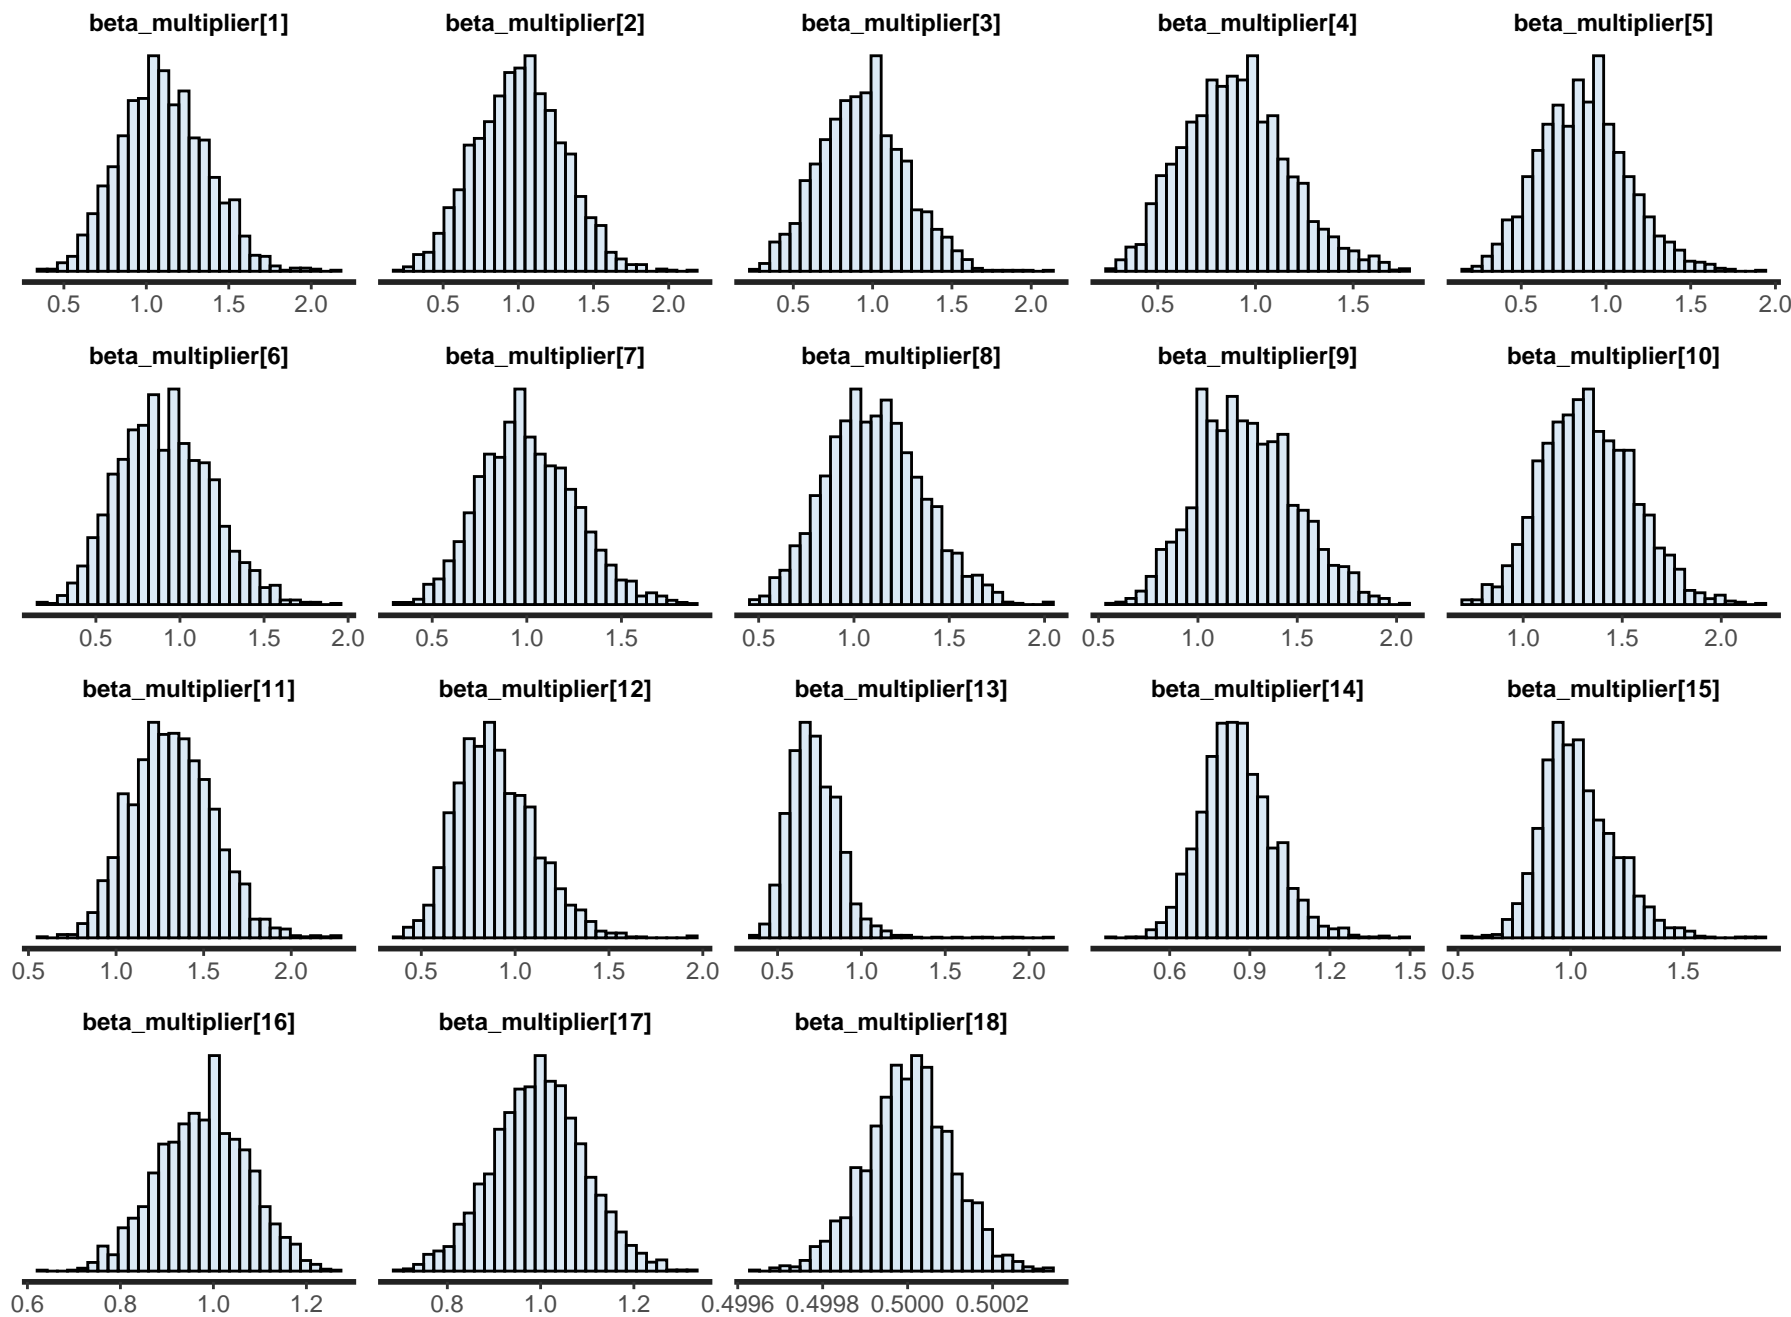 beta_multiplier[1] beta_multiplier[2] beta_multiplier[3] beta_multiplier[4] beta_multiplier[5]
0.5 1.0 1.5 2.0 0.5 1.0 1.5 2.0 0.5 1.0 1.5 2.0 0.5 1.0 1.5 0.5 1.0 1.5 2.0
beta_multiplier[6] beta_multiplier[7] beta_multiplier[8] beta_multiplier[9] beta_multiplier[10]
0.5 1.0 1.5 2.0 0.5 1.0 1.5 0.5 1.0 1.5 2.0 0.5 1.0 1.5 2.0 1.0 1.5 2.0
beta_multiplier[11] beta_multiplier[12] beta_multiplier[13] beta_multiplier[14] beta_multiplier[15]
0.5 1.0 1.5 2.0 0.5 1.0 1.5 2.0 0.5 1.0 1.5 2.0 0.6 0.9 1.2 1.5 0.5 1.0 1.5
beta_multiplier[16] beta_multiplier[17] beta_multiplier[18]
0.6 0.8 1.0 1.2 0.8 1.0 1.2 0.4996 0.4998 0.5000 0.5002